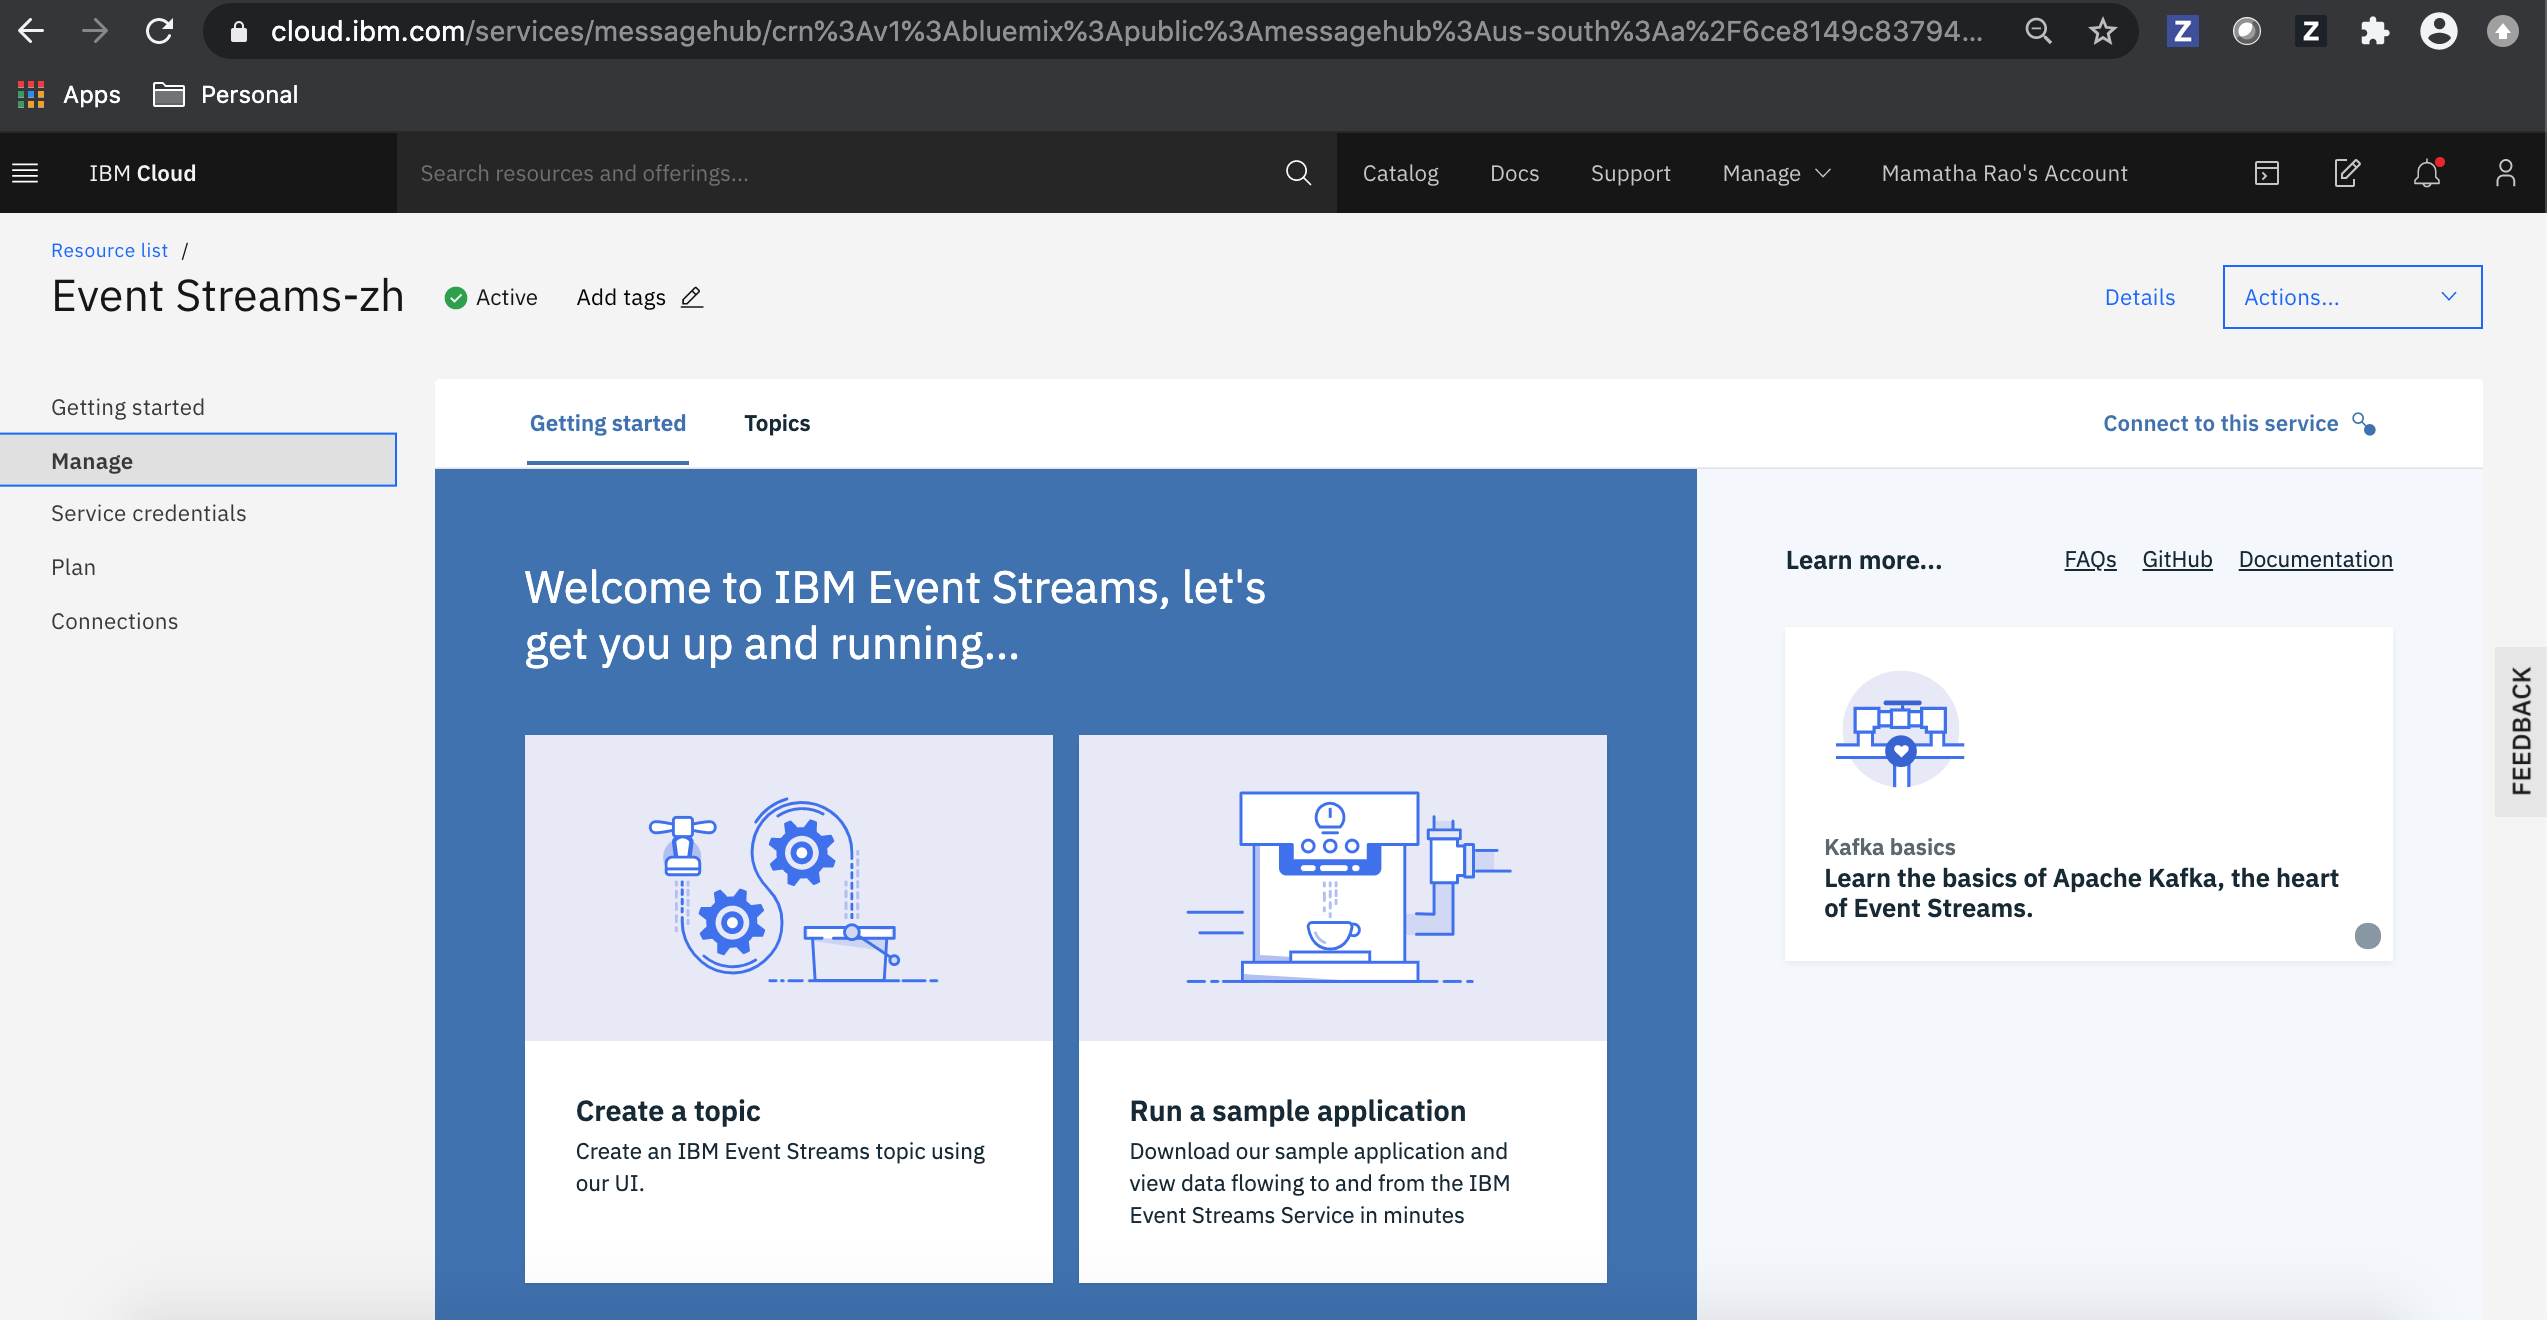 cloud.ibm.com/services/messagehub/crn%3Av1%3Abluemix%3Apublic%3Amessagehub%3Aus-south%3Aa%2F6ce8149c83794...
Z
Z
Apps
Personal
IBM Cloud
Search resources and offerings...
Catalog
Docs
Support
Manage
Mamatha Rao's Account
Resource list /
Event Streams-zh
Active
Add tags
Details
Actions...
Getting started
Manage
Service credentials
Plan
Connections
Getting started
Topics
Connect to this service
Welcome to IBM Event Streams, let's
get you up and running...
Create a topic
Create an IBM Event Streams topic using
our UI.
Run a sample application
Download our sample application and
view data flowing to and from the IBM
Event Streams Service in minutes
Learn more...
FAQs
GitHub
Documentation
Kafka basics
Learn the basics of Apache Kafka, the heart
of Event Streams.
FEEDBACK